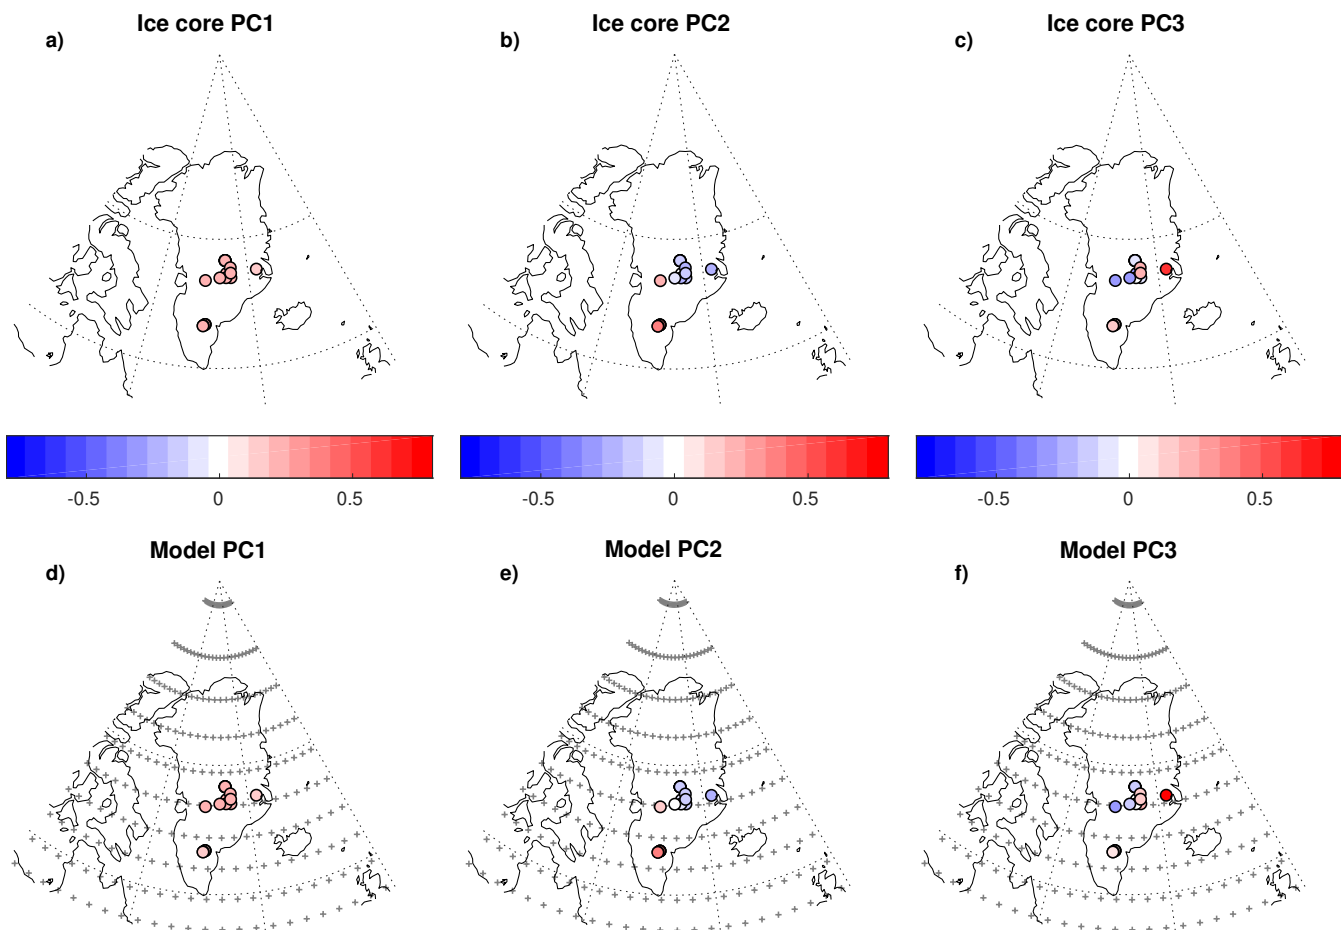 a) Ice core PC1
b) Ice core PC2
c) Ice core PC3
-0.5 0 0.5
-0.5 0 0.5
-0.5 0 0.5
d) Model PC1
e) Model PC2
f) Model PC3